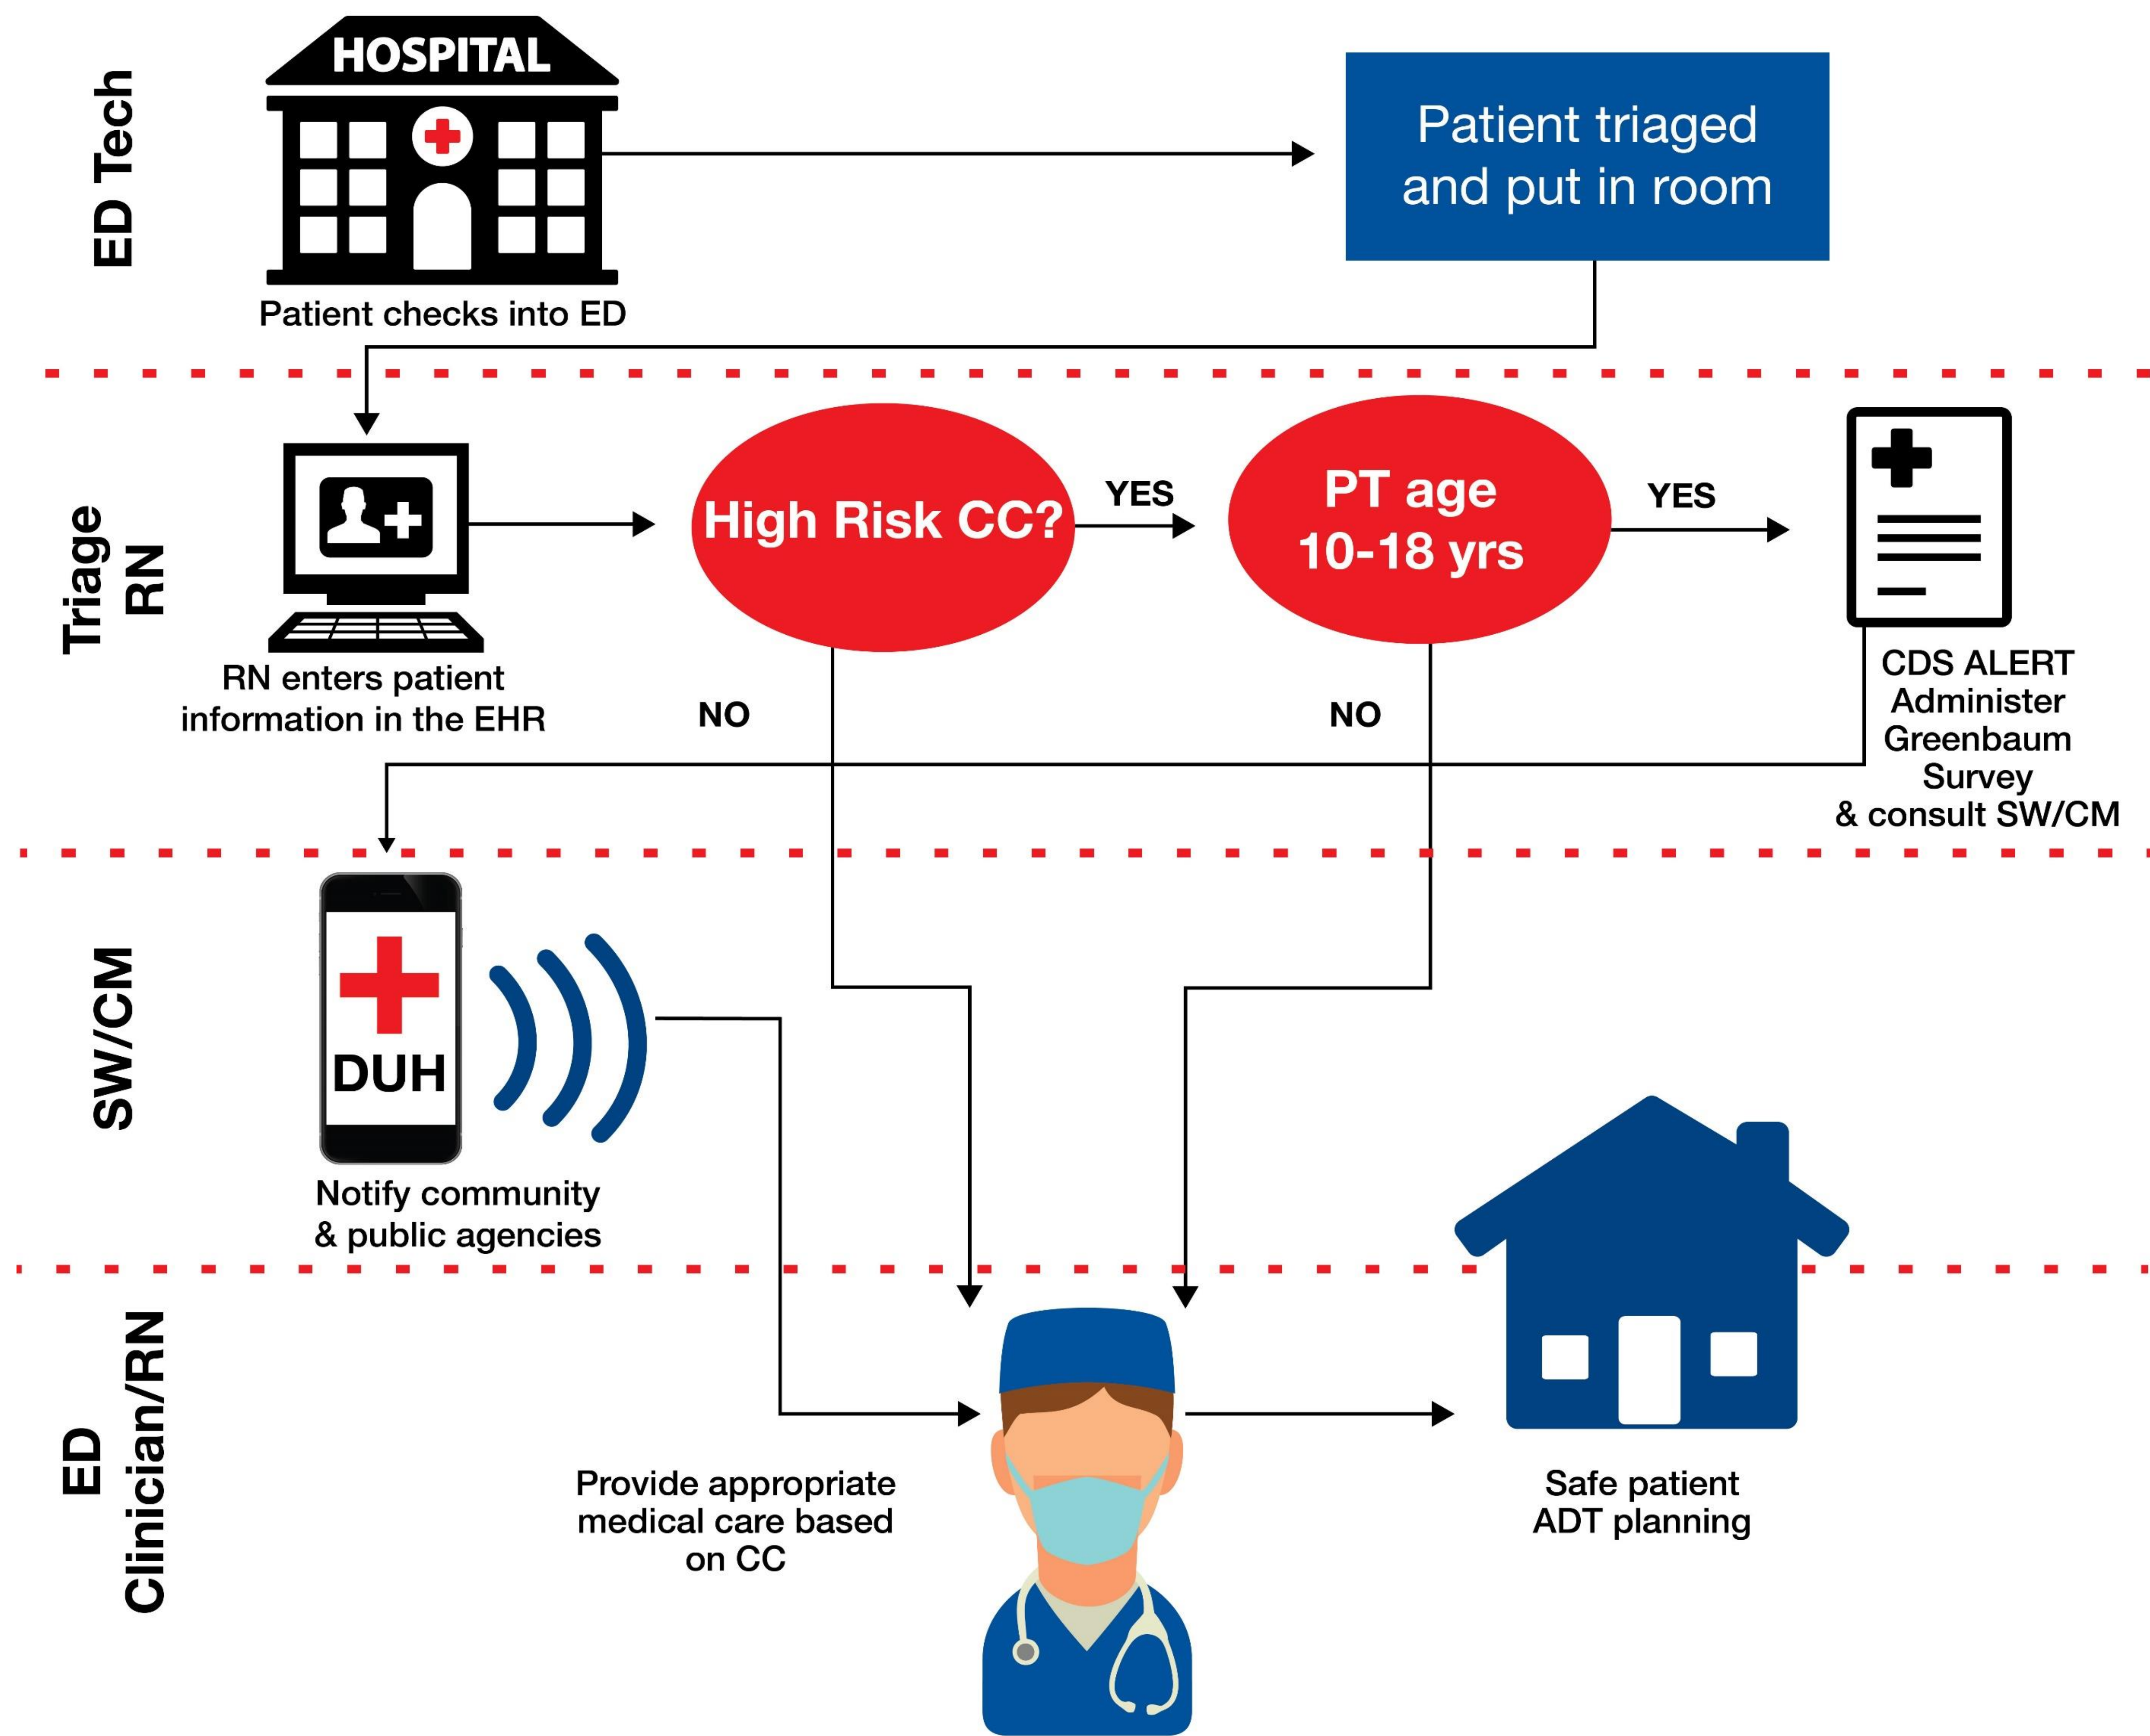 ED Tech
HOSPITAL
Patient checks into ED
Patient triaged
and put in room
Triage
RN
RN enters patient
information in the EHR
High Risk CC?
YES
NO
PT age
10-18 yrs
YES
NO
CDS ALERT
Administer
Greenbaum
Survey
& consult SW/CM
SW/CM
DUH
Notify community
& public agencies
ED
Clinician/RN
Provide appropriate
medical care based
on CC
Safe patient
ADT planning